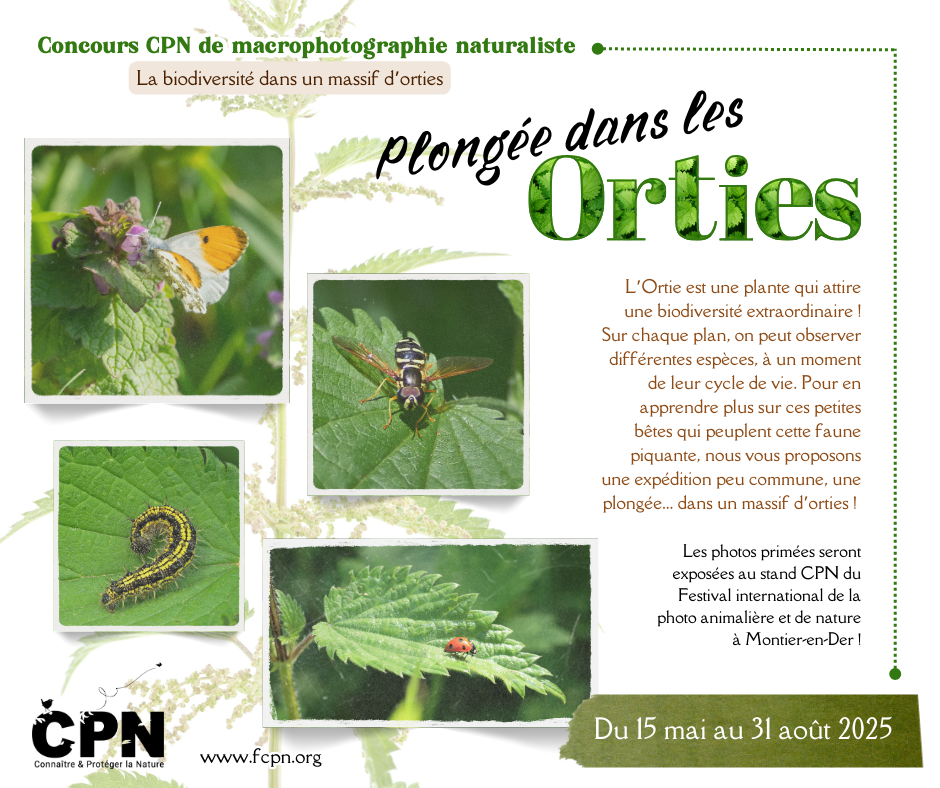 Concours CPN de macrophotographie naturaliste
La biodiversité dans un massif d'orties
plongée dans les
Orties
L'Ortie est une plante qui attire
une biodiversité extraordinaire !
Sur chaque plan, on peut observer
différentes espèces, à un moment
de leur cycle de vie. Pour en
apprendre plus sur ces petites
bêtes qui peuplent cette faune
piquante, nous vous proposons
une expédition peu commune, une
plongée... dans un massif d'orties !
Les photos primées seront
exposées au stand CPN du
Festival international de la
photo animalière et de nature
à Montier-en-Der !
Du 15 mai au 31 août 2025
CPN
Connaître & Protéger la Nature
www.fcpn.org